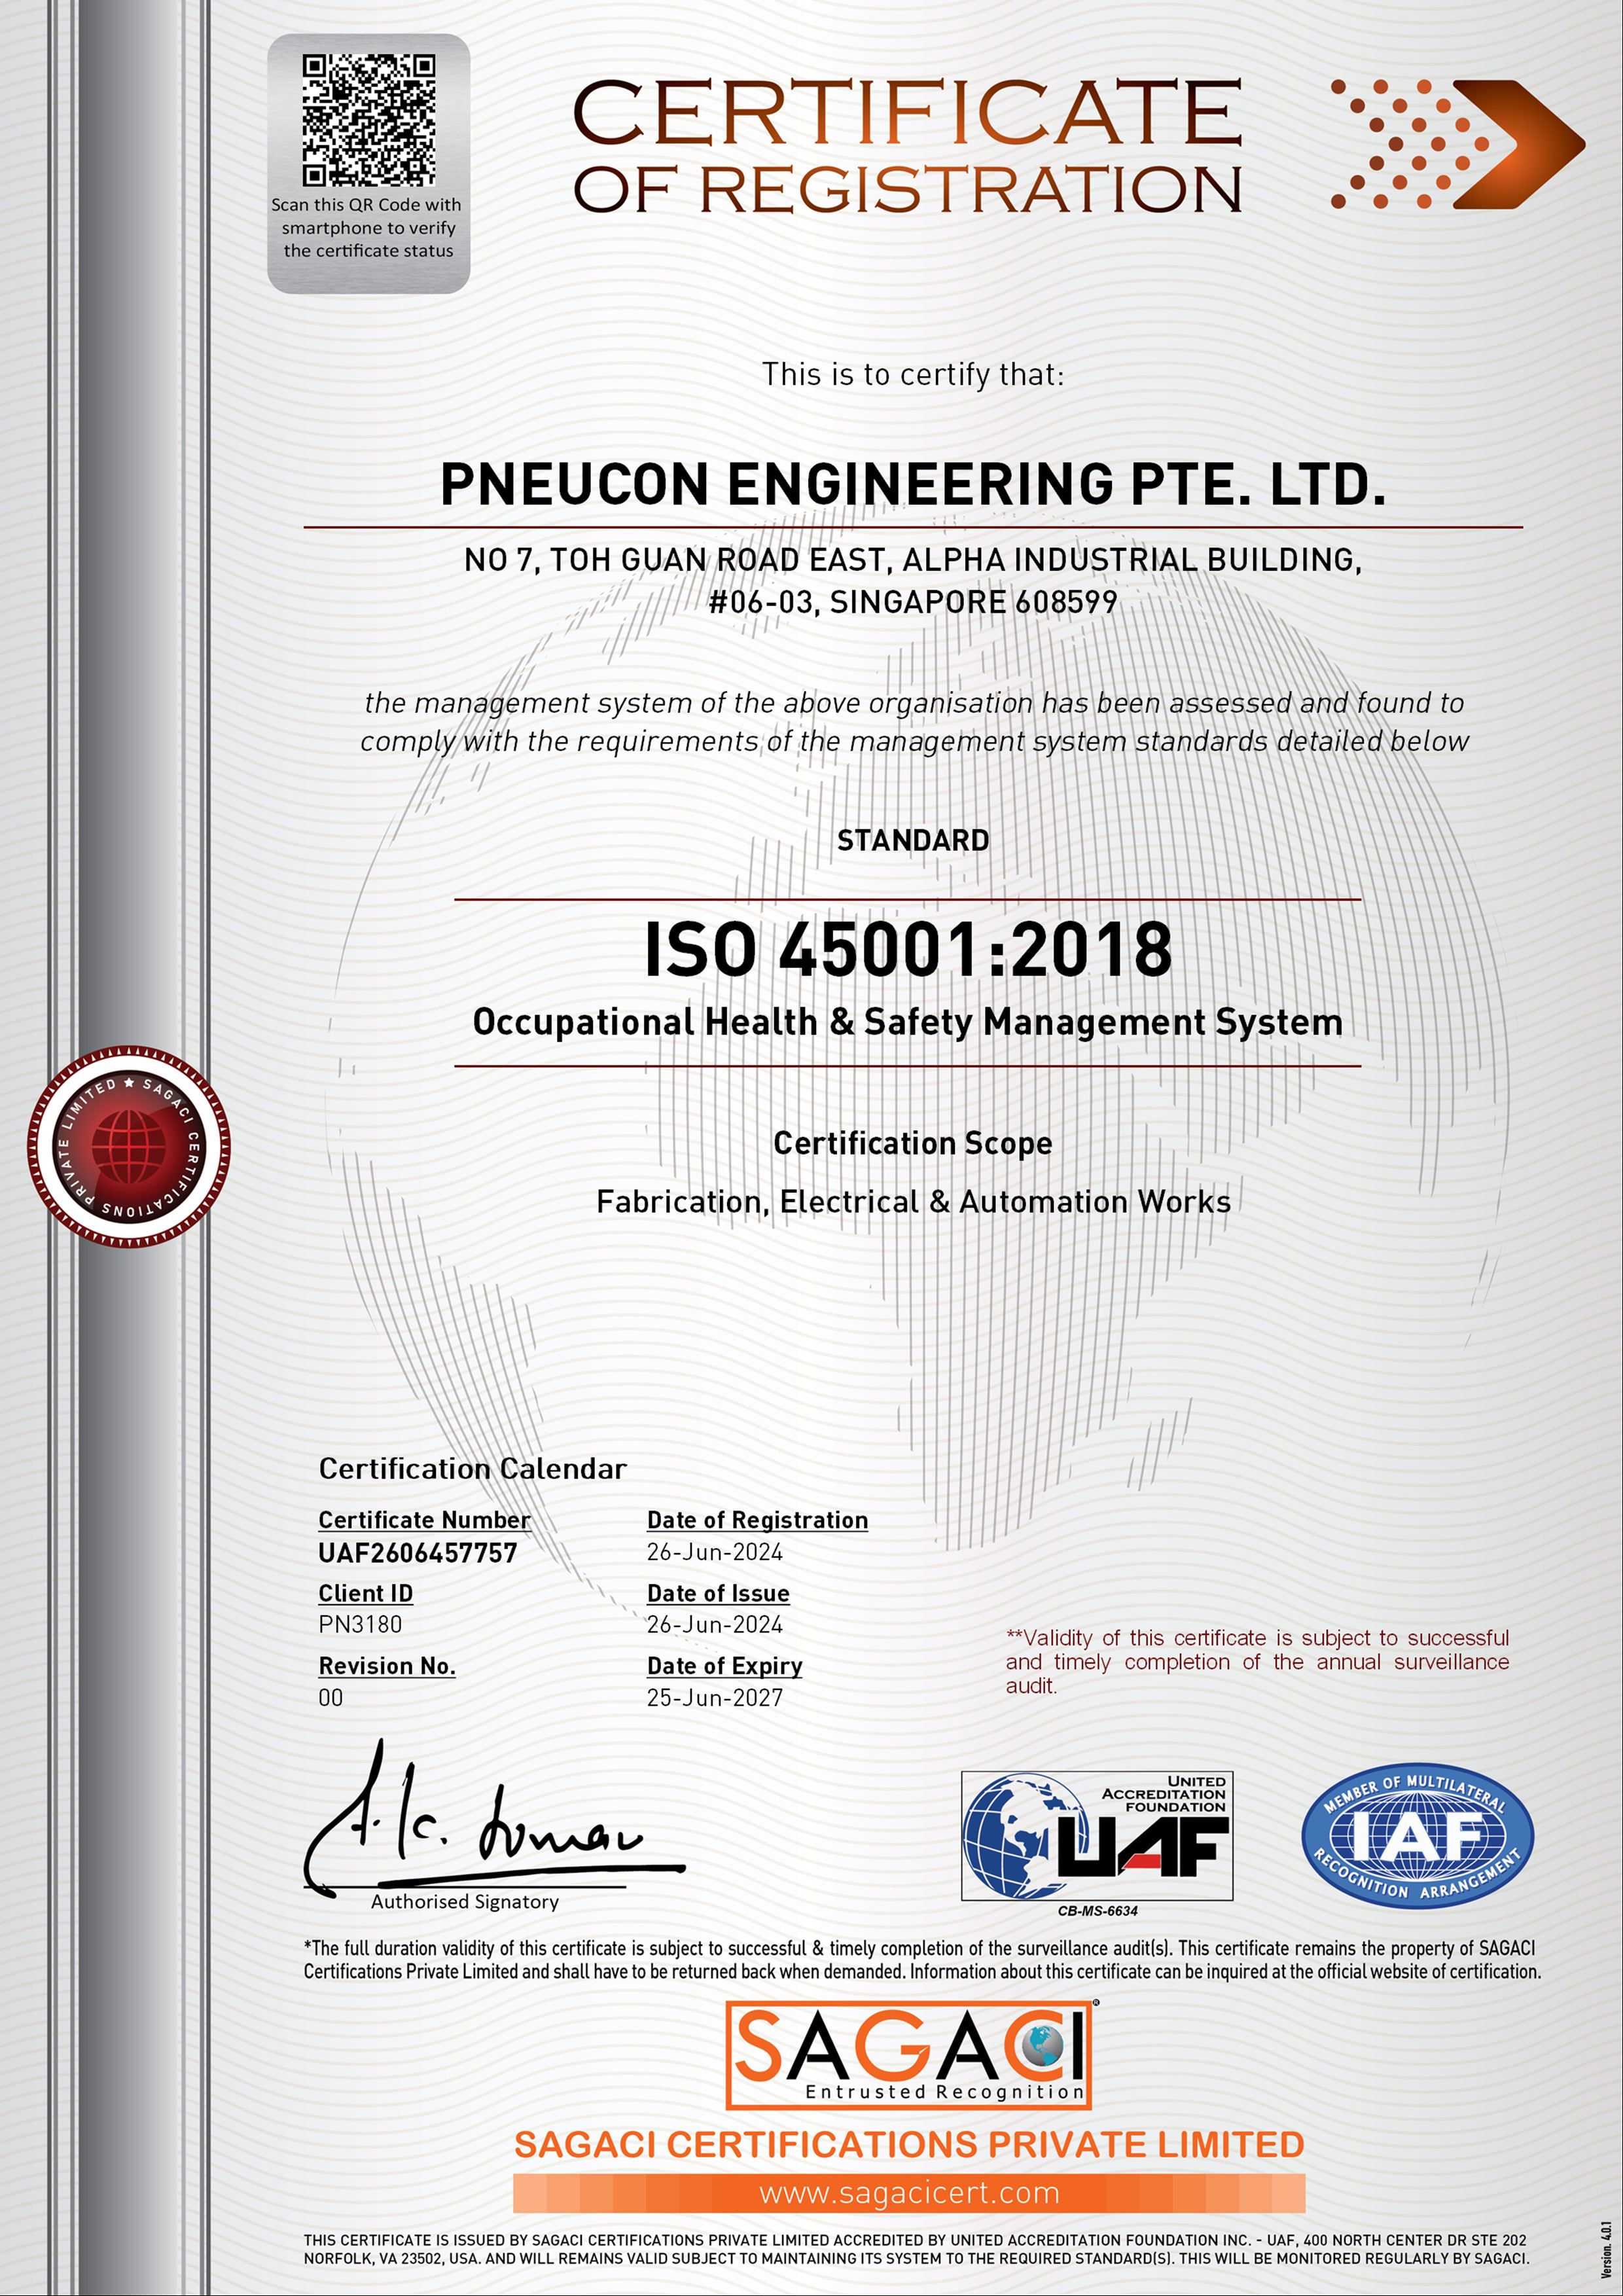 Scan this QR Code with
smartphone to verify
the certificate status
CERTIFICATE
OF REGISTRATION
This is to certify that:
PNEUCON ENGINEERING PTE. LTD.
NO 7, TOH GUAN ROAD EAST, ALPHA INDUSTRIAL BUILDING,
#06-03, SINGAPORE 608599
the management system of the above organisation has been assessed and found to
comply with the requirements of the management system standards detailed below
STANDARD
ISO 45001:2018
Occupational Health & Safety Management System
SAGACI CERTIFICATIONS PRIVATE LIMITED
Certification Scope
Fabrication, Electrical & Automation Works
Certification Calendar
Certificate Number
UAF2606457757
Client ID
PN3180
Revision No.
00
Date of Registration
26-Jun-2024
Date of Issue
26-Jun-2024
Date of Expiry
25-Jun-2027
**Validity of this certificate is subject to successful
and timely completion of the annual surveillance
audit.
Authorised Signatory
UNITED
ACCREDITATION
FOUNDATION
UAF
CB-MS-6634
MEMBER OF MULTILATERAL
IAF
RECOGNITION ARRANGEMENT
*The full duration validity of this certificate is subject to successful & timely completion of the surveillance audit(s). This certificate remains the property of SAGACI
Certifications Private Limited and shall have to be returned back when demanded. Information about this certificate can be inquired at the official website of certification.
SAGACI®
Entrusted Recognition
SAGACI CERTIFICATIONS PRIVATE LIMITED
www.sagacicert.com
THIS CERTIFICATE IS ISSUED BY SAGACI CERTIFICATIONS PRIVATE LIMITED ACCREDITED BY UNITED ACCREDITATION FOUNDATION INC. - UAF, 400 NORTH CENTER DR STE 202
NORFOLK, VA 23502, USA. AND WILL REMAINS VALID SUBJECT TO MAINTAINING ITS SYSTEM TO THE REQUIRED STANDARD(S). THIS WILL BE MONITORED REGULARLY BY SAGACI.
Version. 4.0.1